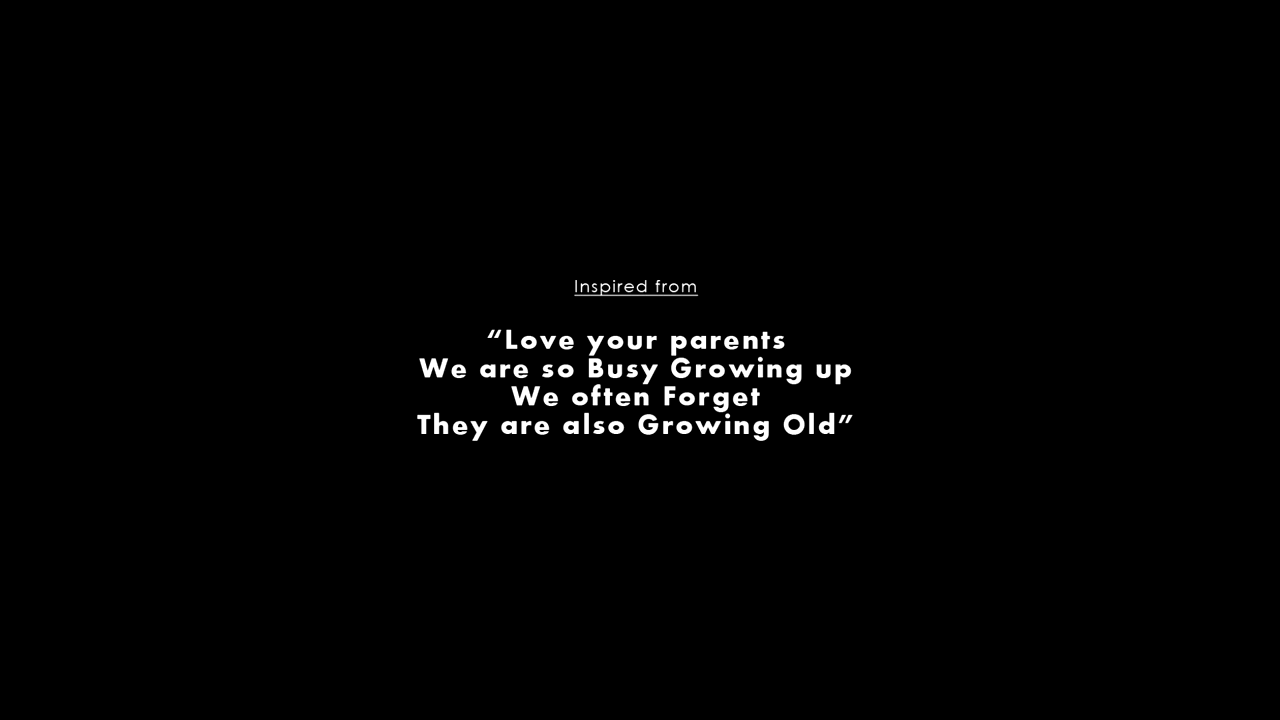 Inspired from
“Love your parents
We are so Busy Growing up
We often Forget
They are also Growing Old”